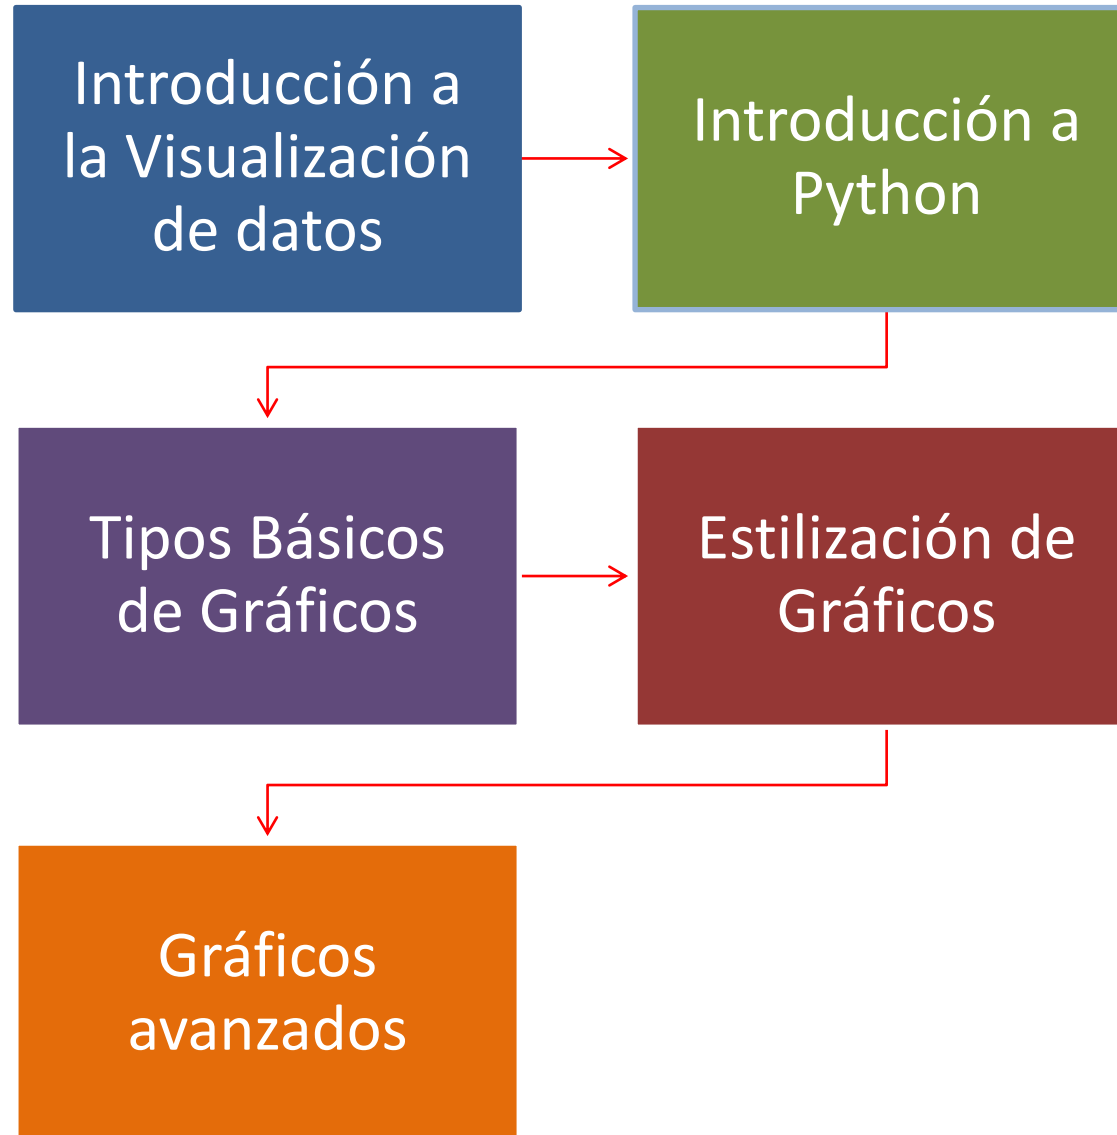 Introducción a
la Visualización
de datos
Introducción a
Python
Tipos Básicos
de Gráficos
Estilización de
Gráficos
Gráficos
avanzados